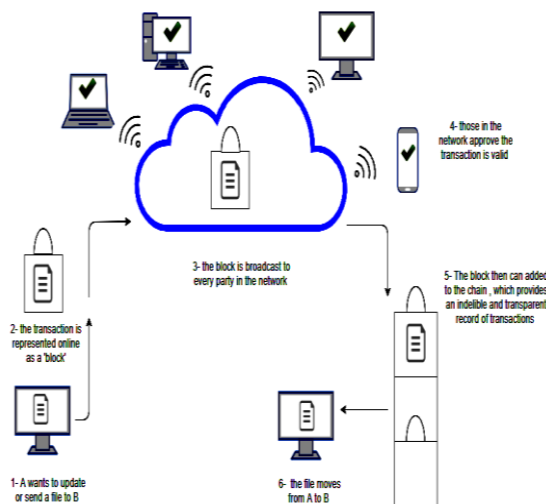 4- those in the
network approve the
transaction is valid
3- the block is broadcast to
every party in the network
5- The block then can added
to the chain , which provides
an indelible and transparent
record of transactions
2- the transaction is
represented online
as a 'block'
1- A wants to update
or send a file to B
6- the file moves
from A to B